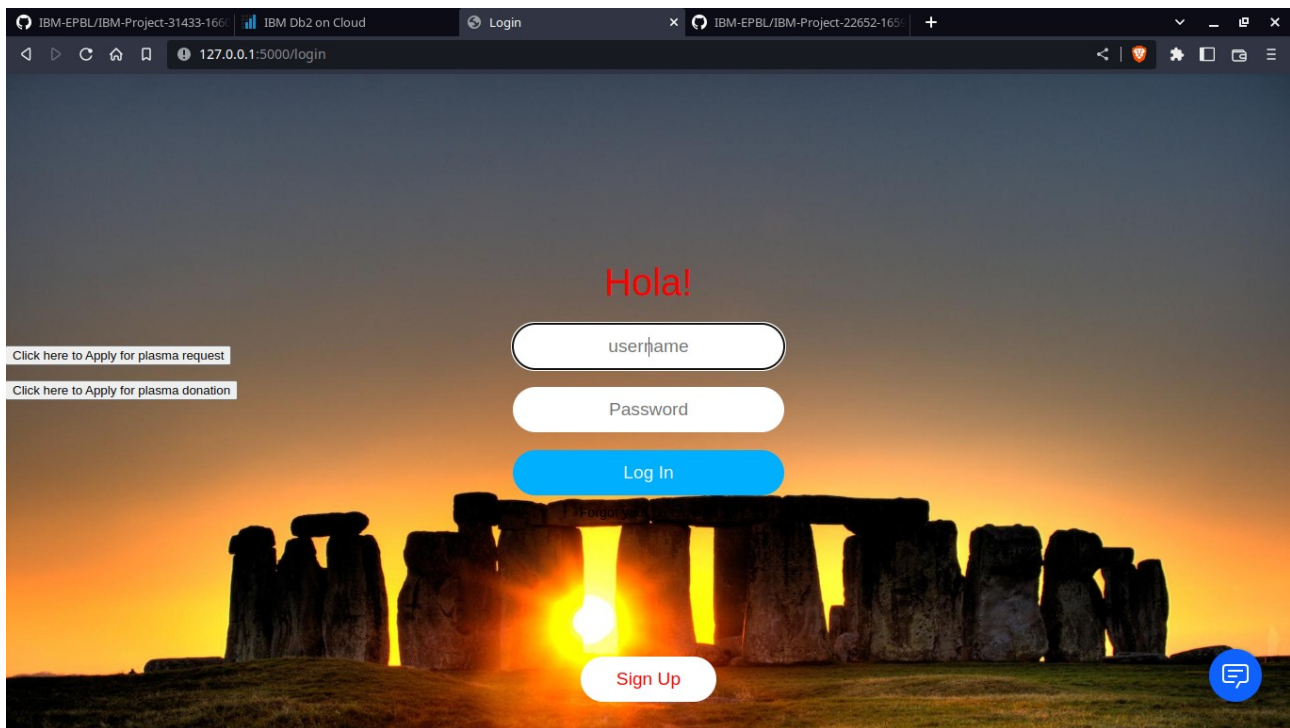 IBM-EPBL/IBM-Project-31433-166
IBM Db2 on Cloud
Login
IBM-EPBL/IBM-Project-22652-1659
127.0.0.1:5000/login
Hola!
username
Click here to Apply for plasma request
Click here to Apply for plasma donation
Password
Log In
Forgot
Sign Up